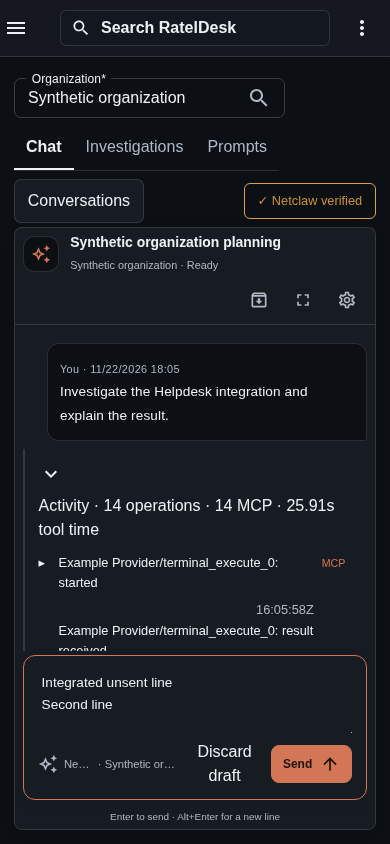 Search RatelDesk
Organization*
Synthetic organization
Chat
Investigations
Prompts
Conversations
✓ Netclaw verified
Synthetic organization planning
Synthetic organization · Ready
You · 11/22/2026 18:05
Investigate the Helpdesk integration and
explain the result.
Activity · 14 operations · 14 MCP · 25.91s
tool time
Example Provider/terminal_execute_0:
started
MCP
16:05:58Z
Example Provider/terminal_execute_0: result
received
Integrated unsent line
Second line
Ne… · Synthetic or…
Discard
draft
Send
Enter to send · Alt+Enter for a new line